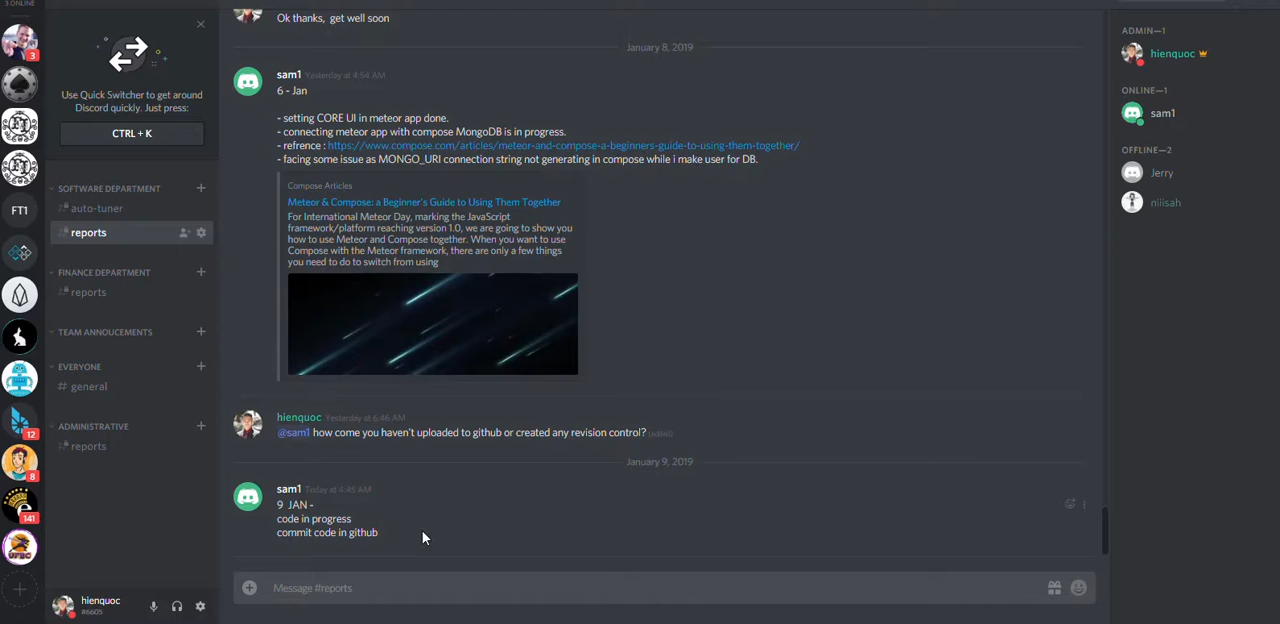 3 ONLINE
3
FT1
12
8
141
UFBC
Use Quick Switcher to get around
Discord quickly. Just press:
CTRL + K
SOFTWARE DEPARTMENT
auto-tuner
reports
FINANCE DEPARTMENT
reports
TEAM ANNOUCEMENTS
EVERYONE
# general
ADMINISTRATIVE
reports
hienquoc
#6605
Ok thanks, get well soon
January 8, 2019
sam1 Yesterday at 4:54 AM
6 - Jan
- setting CORE UI in meteor app done.
- connecting meteor app with compose MongoDB is in progress.
- refrence : https://www.compose.com/articles/meteor-and-compose-a-beginners-guide-to-using-them-together/
- facing some issue as MONGO_URI connection string not generating in compose while i make user for DB.
Compose Articles
Meteor & Compose: a Beginner's Guide to Using Them Together
For International Meteor Day, marking the JavaScript
framework/platform reaching version 1.0, we are going to show you
how to use Meteor and Compose together. When you want to use
Compose with the Meteor framework, there are only a few things
you need to do to switch from using
hienquoc Yesterday at 6:46 AM
@sam1 how come you haven't uploaded to github or created any revision control? (edited)
January 9, 2019
sam1 Today at 4:45 AM
9 JAN -
code in progress
commit code in github
Message #reports
ADMIN—1
hienquoc
ONLINE—1
sam1
OFFLINE—2
Jerry
niiisah